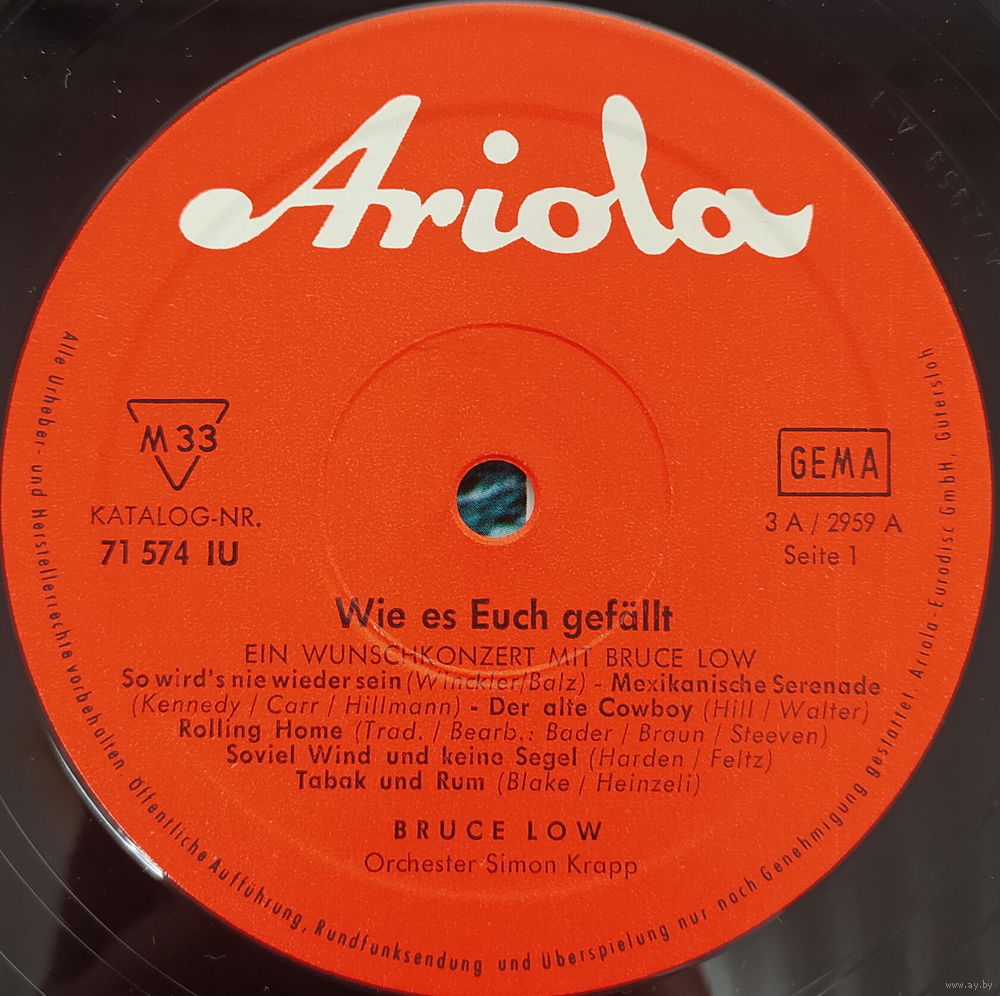 Ariola
M 33
KATALOG-NR.
71 574 IU
GEMA
3 A / 2959 A
Seite 1
Wie es Euch gefällt
EIN WUNSCHKONZERT MIT BRUCE LOW
So wird's nie wieder sein (Winckler/Balz) - Mexikanische Serenade
(Kennedy / Carr / Hillmann) - Der alte Cowboy (Hill / Walter)
Rolling Home (Trad. / Bearb.: Bader / Braun / Steeven)
Soviel Wind und keine Segel (Harden / Feltz)
Tabak und Rum (Blake / Heinzeli)
BRUCE LOW
Orchester Simon Krapp
Alle Urheber- und Herstellerrechte vorbehalten. Öffentliche Aufführung, Rundfunksendung und Überspielung nur nach Genehmigung gestattet. Ariola-Eurodisc GmbH, Gütersloh
www.ay.by